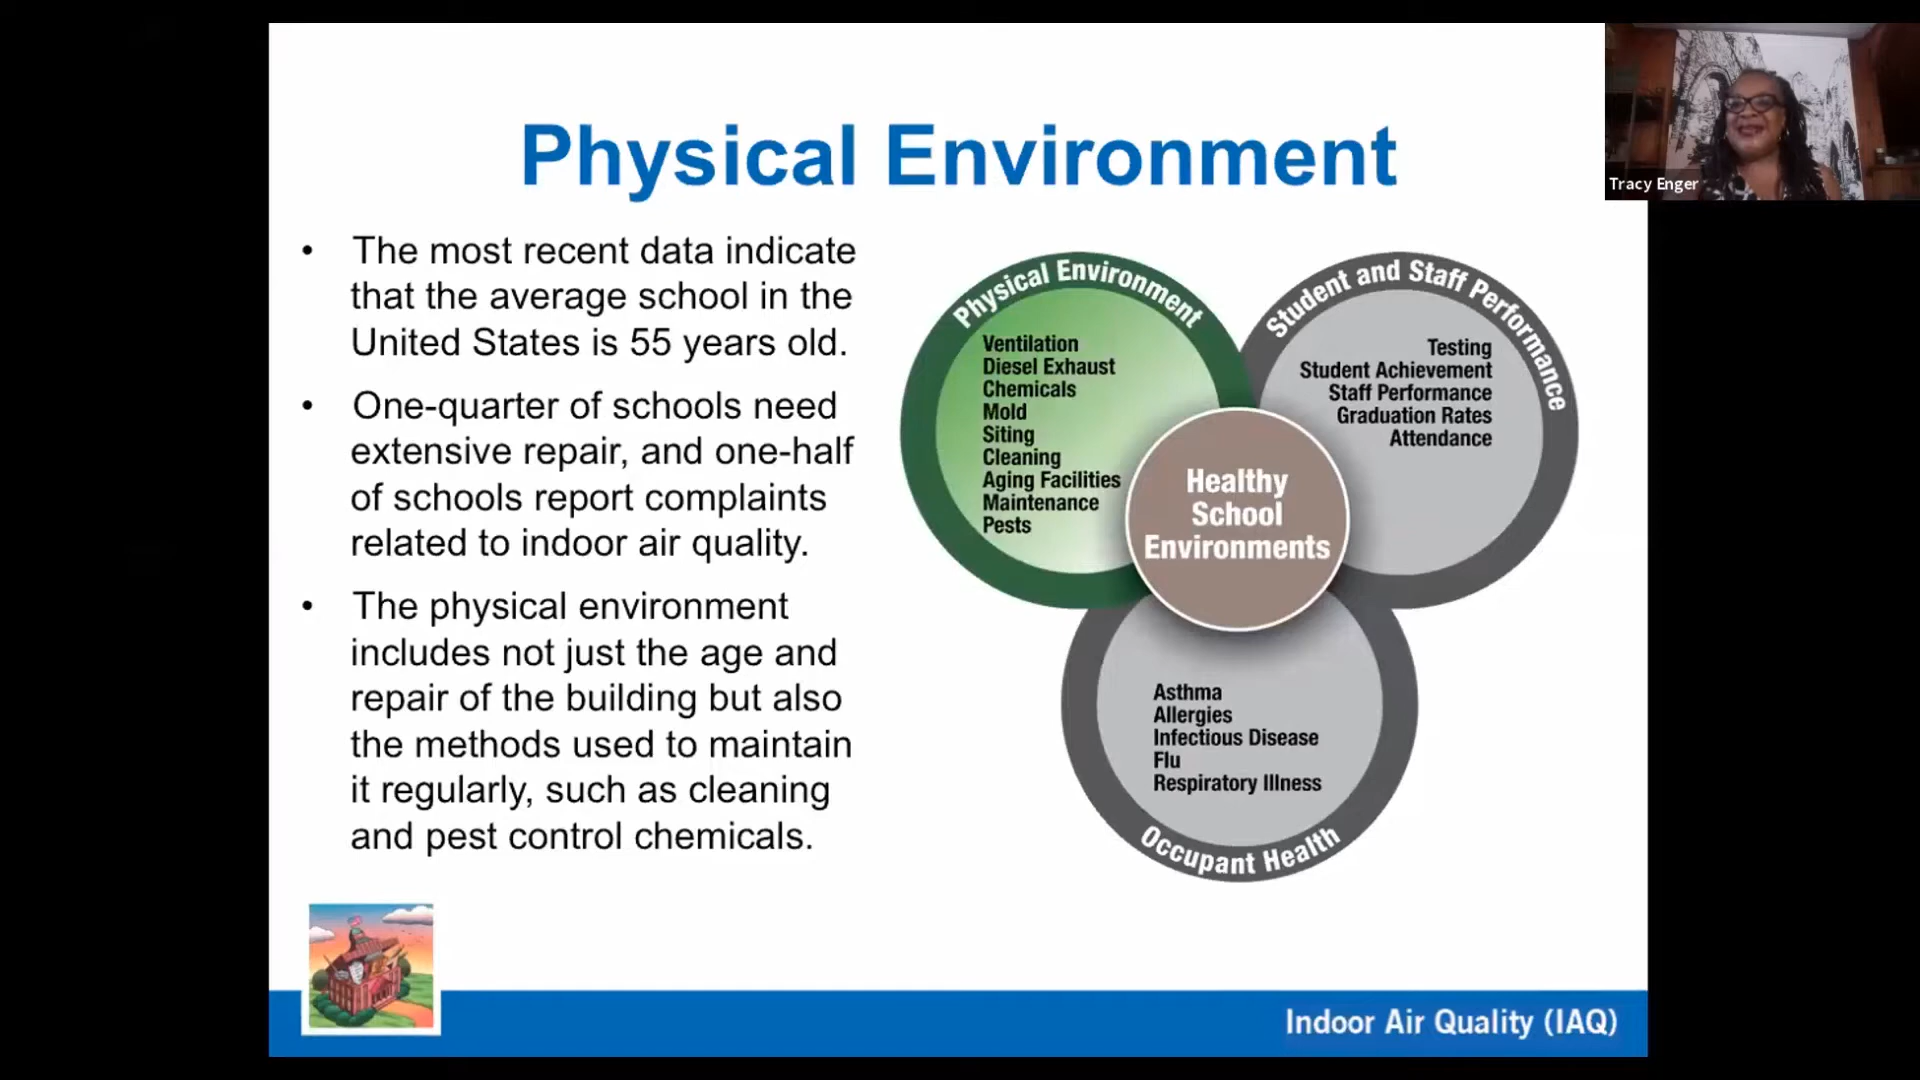 Physical Environment
• The most recent data indicate
that the average school in the
United States is 55 years old.
• One-quarter of schools need
extensive repair, and one-half
of schools report complaints
related to indoor air quality.
• The physical environment
includes not just the age and
repair of the building but also
the methods used to maintain
it regularly, such as cleaning
and pest control chemicals.
Physical Environment
Ventilation
Diesel Exhaust
Chemicals
Mold
Siting
Cleaning
Aging Facilities
Maintenance
Pests
Student and Staff Performance
Testing
Student Achievement
Staff Performance
Graduation Rates
Attendance
Healthy
School
Environments
Asthma
Allergies
Infectious Disease
Flu
Respiratory Illness
Occupant Health
Indoor Air Quality (IAQ)
Tracy Enger